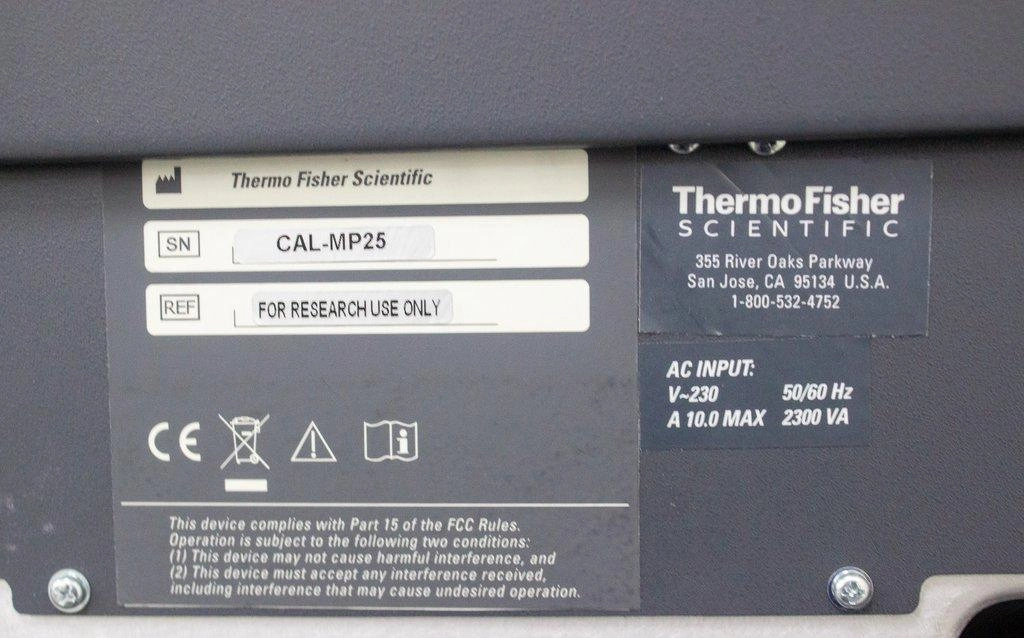 Thermo Fisher Scientific
SN
CAL-MP25
REF
FOR RESEARCH USE ONLY
CE
This device complies with Part 15 of the FCC Rules.
Operation is subject to the following two conditions:
(1) This device may not cause harmful interference, and
(2) This device must accept any interference received,
including interference that may cause undesired operation.
ThermoFisher
SCIENTIFIC
355 River Oaks Parkway
San Jose, CA 95134 U.S.A.
1-800-532-4752
AC INPUT:
V~230 50/60 Hz
A 10.0 MAX 2300 VA